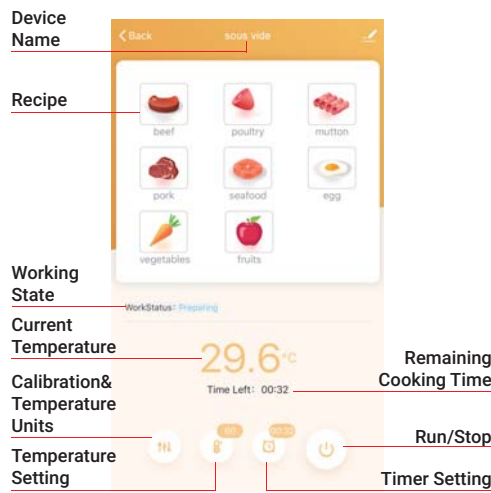 Device
Name
Back
sous vide
Recipe
beef
poultry
mutton
pork
seafood
egg
vegetables
fruits
Working
State
WorkStatus: Preparing
Current
Temperature
29.6°C
Time Left: 00:32
Remaining
Cooking Time
Calibration&
Temperature
Units
00:32
Run/Stop
Temperature
Setting
Timer Setting